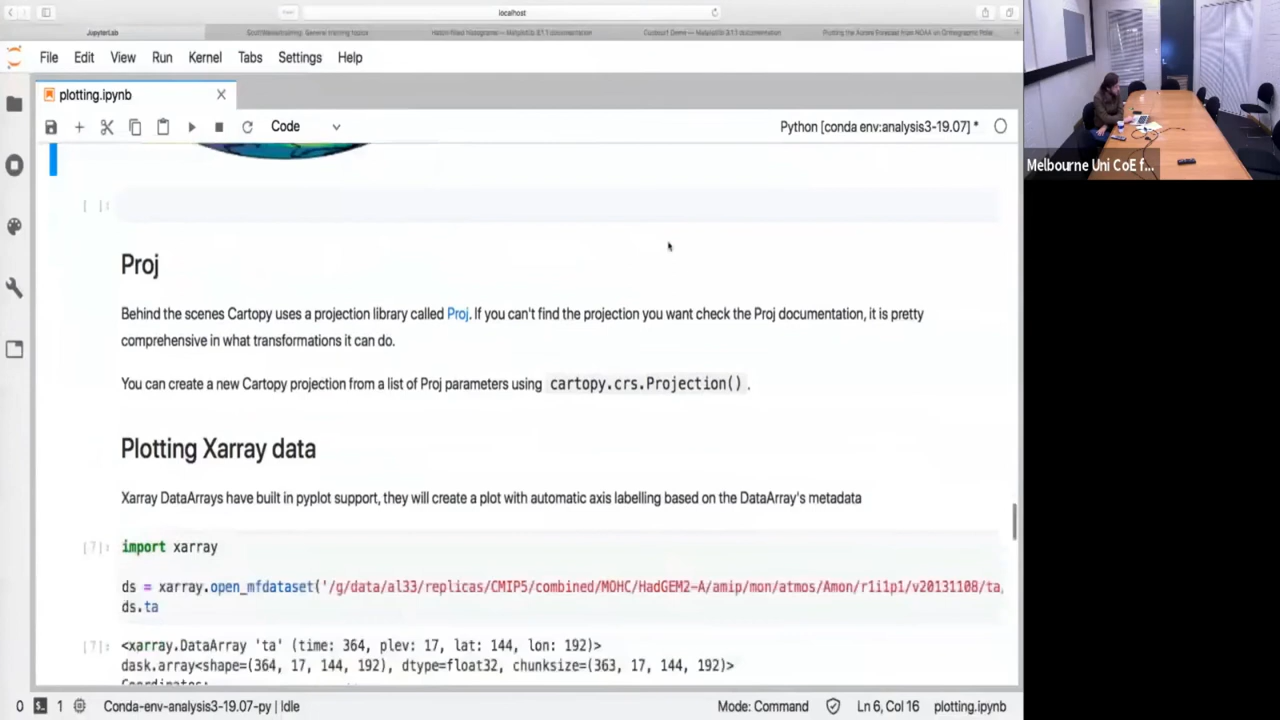 localhost
JupyterLab
File Edit View Run Kernel Tabs Settings Help
plotting.ipynb
Code
Python [conda env:analysis3-19.07] *
Melbourne Uni CoE f...
[ ]:
Proj
Behind the scenes Cartopy uses a projection library called Proj. If you can't find the projection you want check the Proj documentation, it is pretty
comprehensive in what transformations it can do.
You can create a new Cartopy projection from a list of Proj parameters using cartopy.crs.Projection() .
Plotting Xarray data
Xarray DataArrays have built in pyplot support, they will create a plot with automatic axis labelling based on the DataArray's metadata
[7]: import xarray
ds = xarray.open_mfdataset('/g/data/al33/replicas/CMIP5/combined/MOHC/HadGEM2-A/amip/mon/atmos/Amon/r1i1p1/v20131108/ta,
ds.ta
[7]: <xarray.DataArray 'ta' (time: 364, plev: 17, lat: 144, lon: 192)>
dask.array<shape=(364, 17, 144, 192), dtype=float32, chunksize=(363, 17, 144, 192)>
0 1 Conda-env-analysis3-19.07-py | Idle Mode: Command Ln 6, Col 16 plotting.ipynb